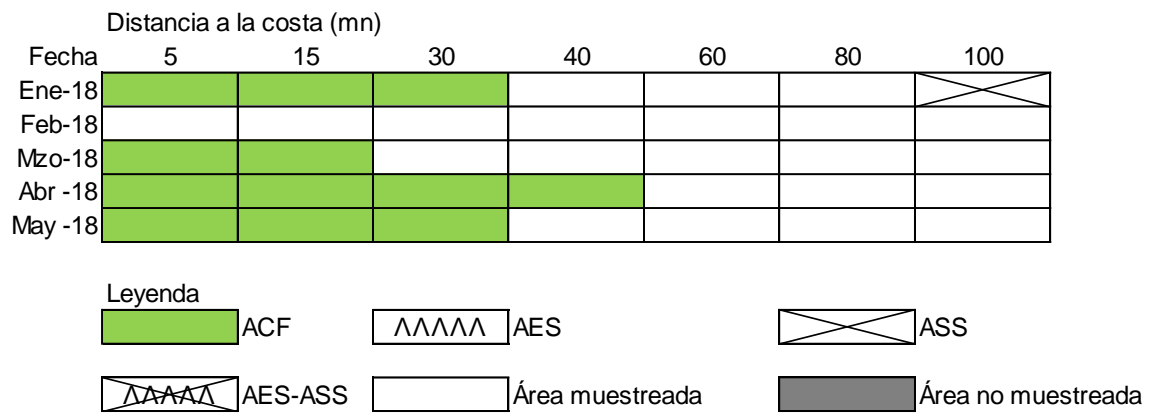 Distancia a la costa (mn)
Fecha 5 15 30 40 60 80 100
Ene-18
Feb-18
Mzo-18
Abr -18
May -18
Leyenda
ACF ΛΛΛΛΛ AES ASS
ΛΛΛΛΛ AES-ASS Área muestreada Área no muestreada